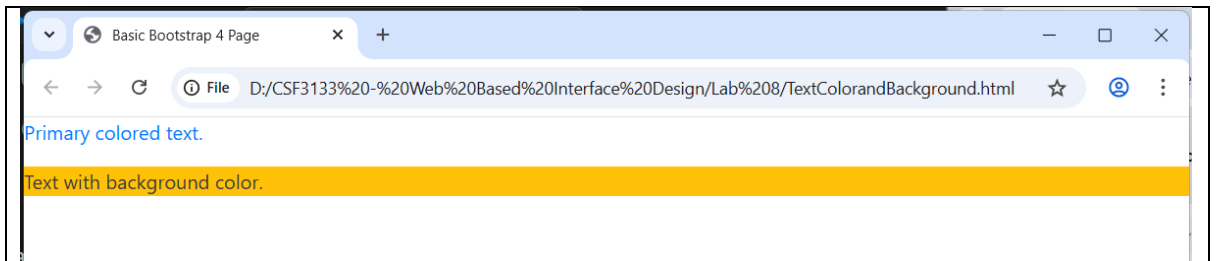 Basic Bootstrap 4 Page
File D:/CSF3133%20-%20Web%20Based%20Interface%20Design/Lab%208/TextColorandBackground.html
Primary colored text.
Text with background color.